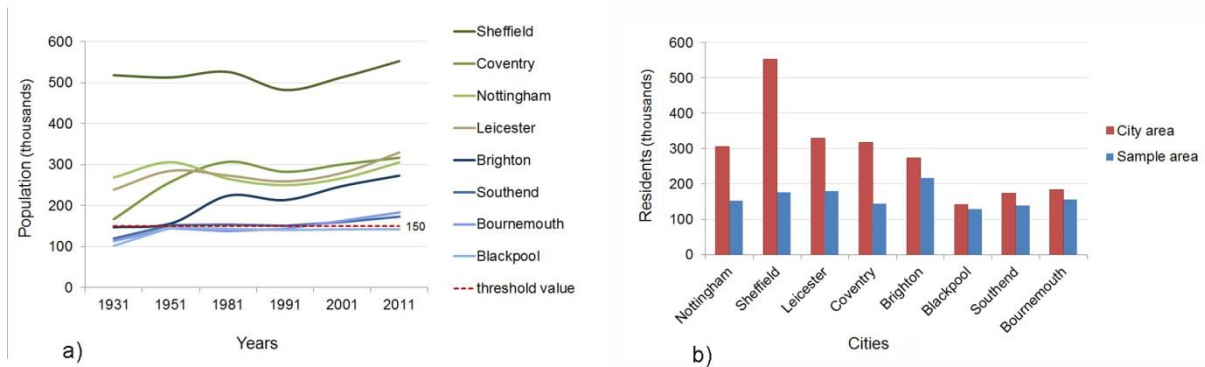 Population (thousands)
600
500
400
300
200
100
0
1931 1951 1981 1991 2001 2011
Years
150
Sheffield
Coventry
Nottingham
Leicester
Brighton
Southend
Bournemouth
Blackpool
threshold value
a)
Residents (thousands)
600
500
400
300
200
100
0
Nottingham
Sheffield
Leicester
Coventry
Brighton
Blackpool
Southend
Bournemouth
Cities
City area
Sample area
b)